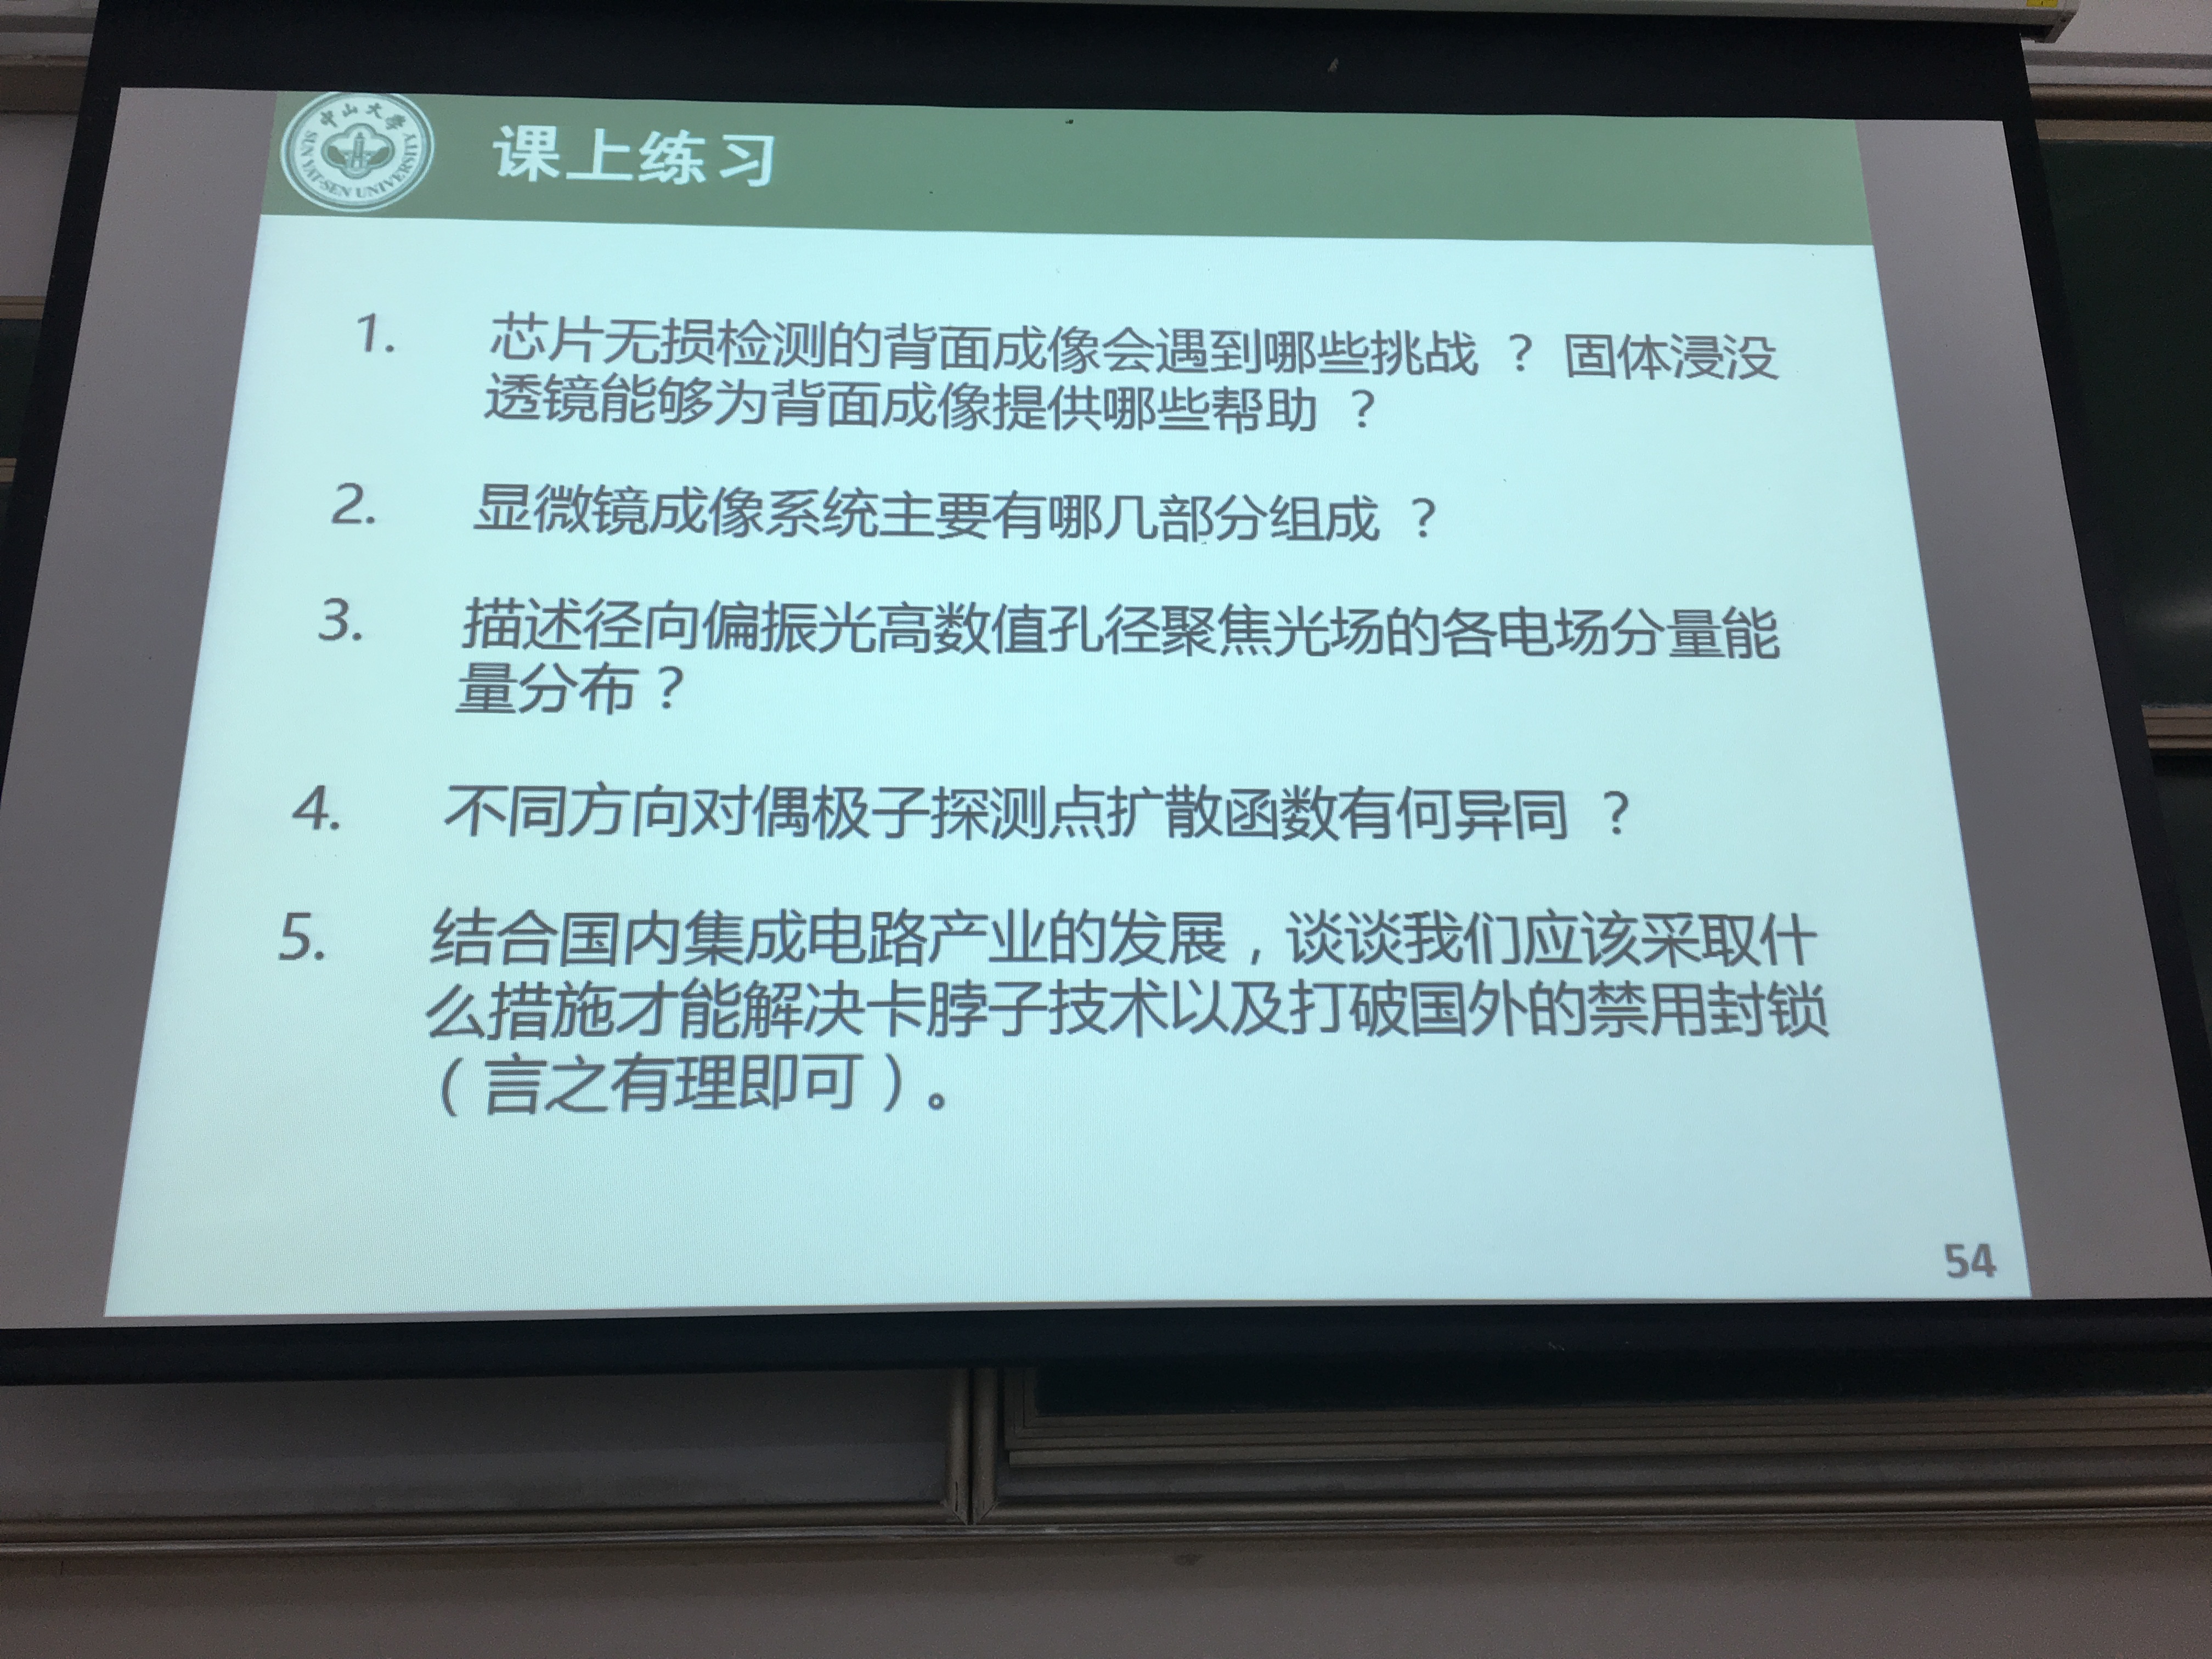 中山大學
SUN YAT-SEN UNIVERSITY
课上练习
1. 芯片无损检测的背面成像会遇到哪些挑战 ？ 固体浸没
透镜能够为背面成像提供哪些帮助 ？
2. 显微镜成像系统主要有哪几部分组成 ？
3. 描述径向偏振光高数值孔径聚焦光场的各电场分量能
量分布？
4. 不同方向对偶极子探测点扩散函数有何异同 ？
5. 结合国内集成电路产业的发展，谈谈我们应该采取什
么措施才能解决卡脖子技术以及打破国外的禁用封锁
（言之有理即可）。
54